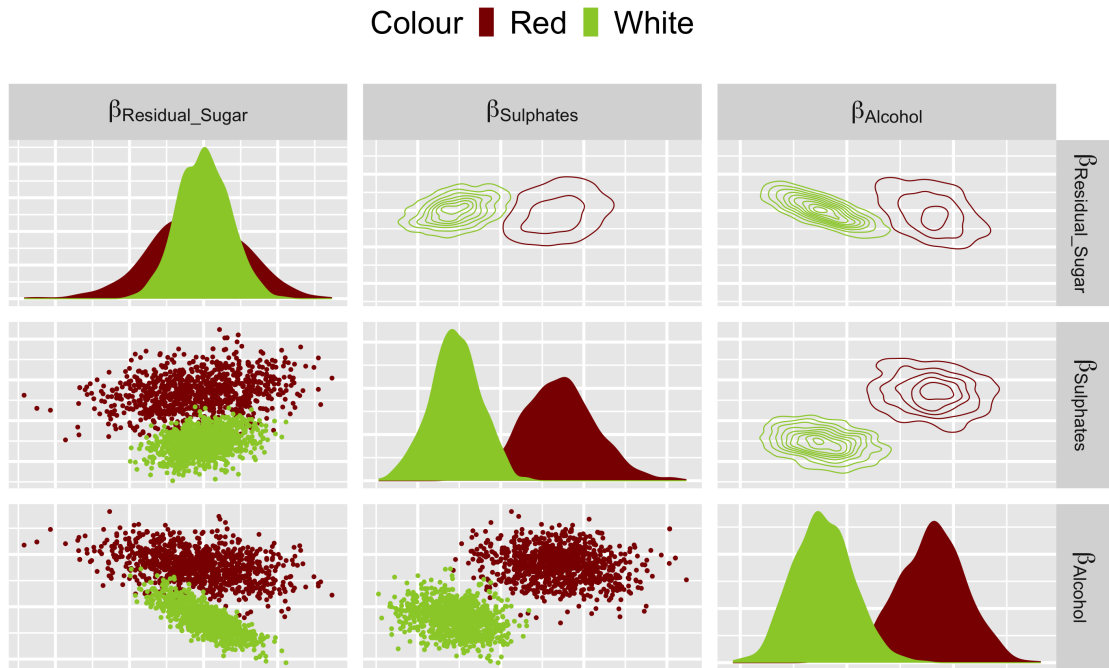 Colour Red White
βResidual_Sugar βSulphates βAlcohol
βResidual_Sugar
βSulphates
βAlcohol